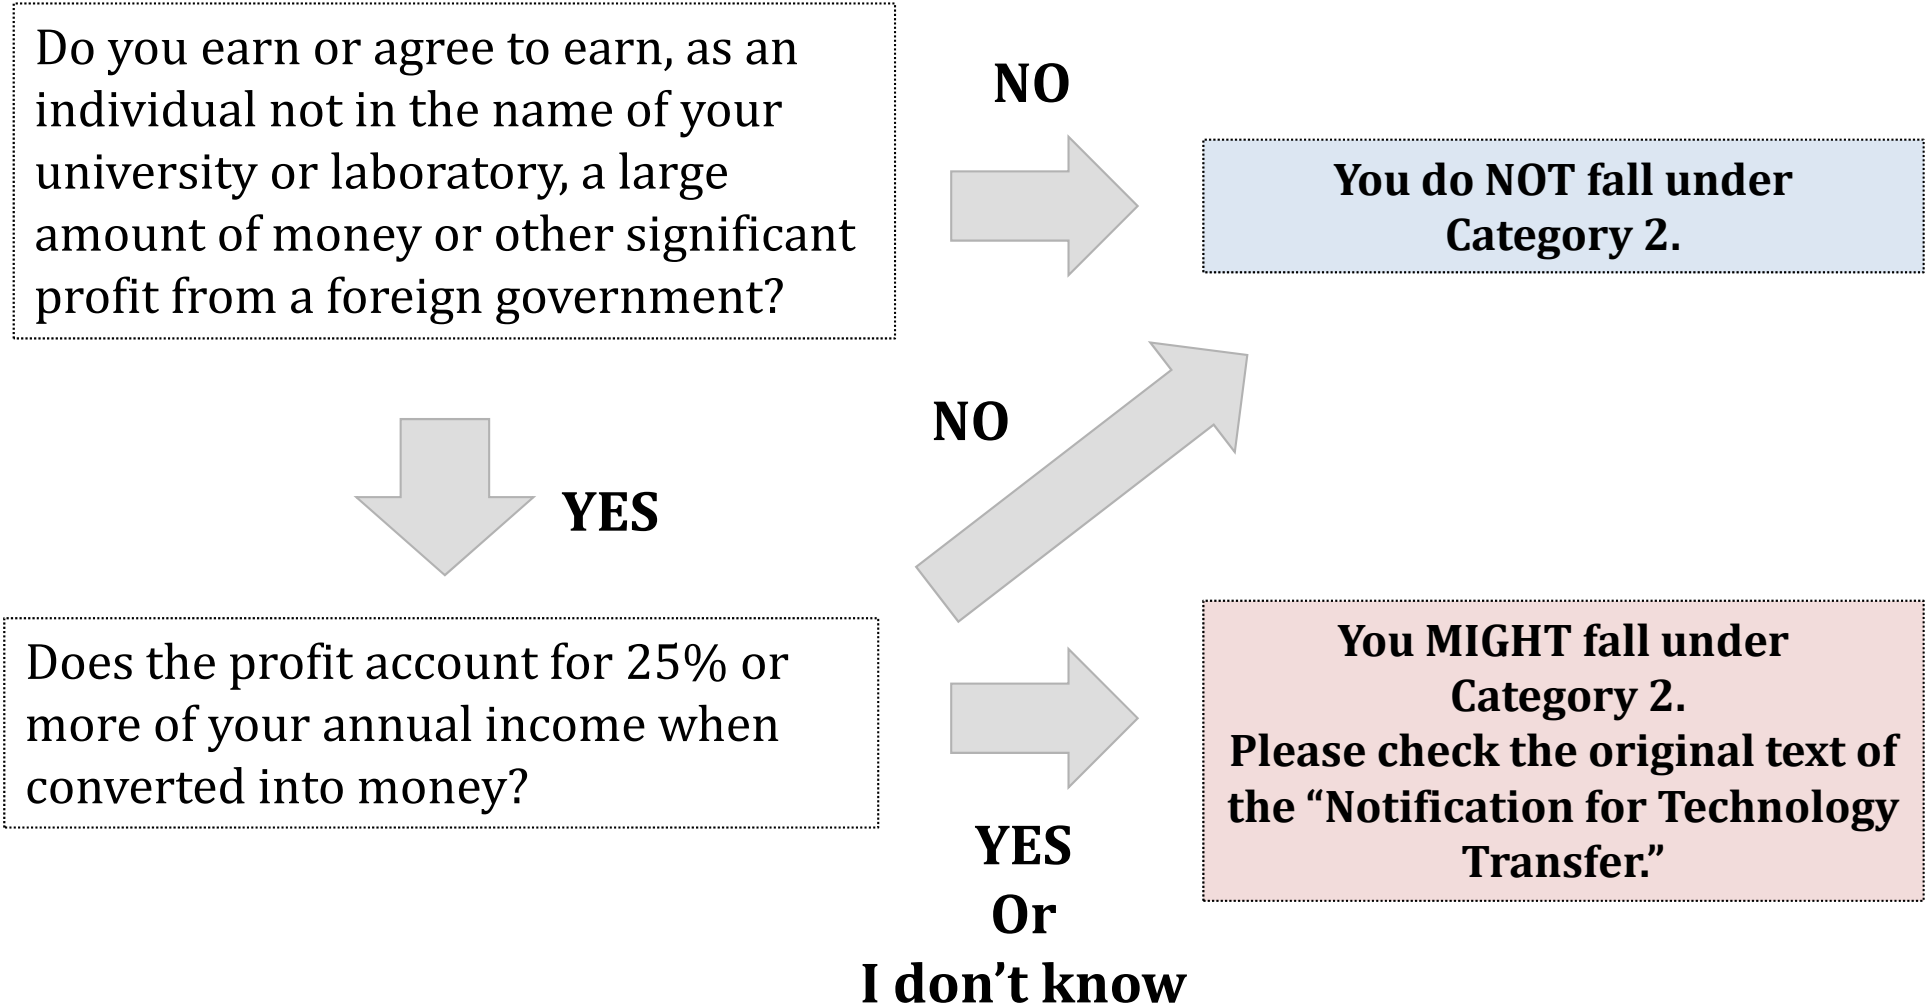 Do you earn or agree to earn, as an
individual not in the name of your
university or laboratory, a large
amount of money or other significant
profit from a foreign government?
NO
You do NOT fall under
Category 2.
YES
NO
Does the profit account for 25% or
more of your annual income when
converted into money?
YES
Or
I don’t know
You MIGHT fall under
Category 2.
Please check the original text of
the “Notification for Technology
Transfer.”